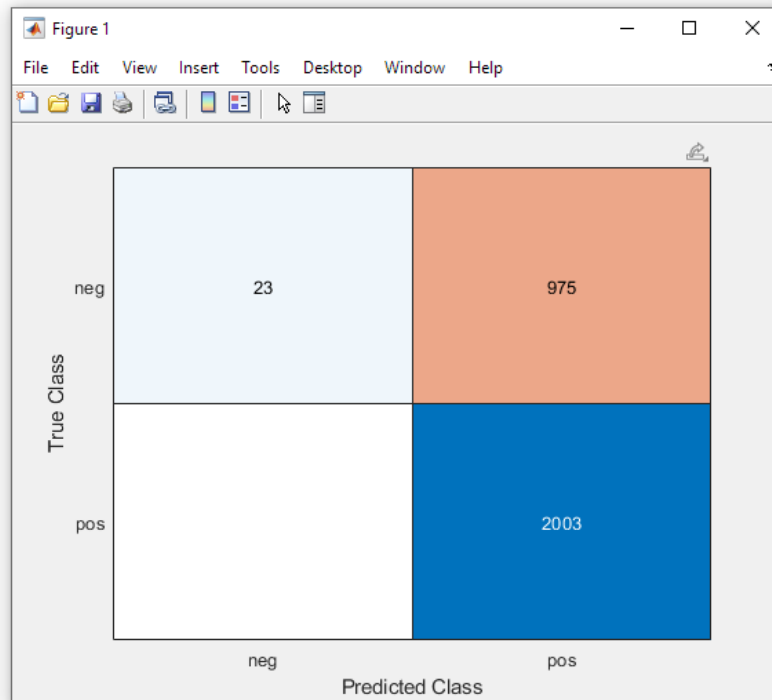 Figure 1
File Edit View Insert Tools Desktop Window Help
neg 23 975
True Class
pos 2003
neg pos
Predicted Class